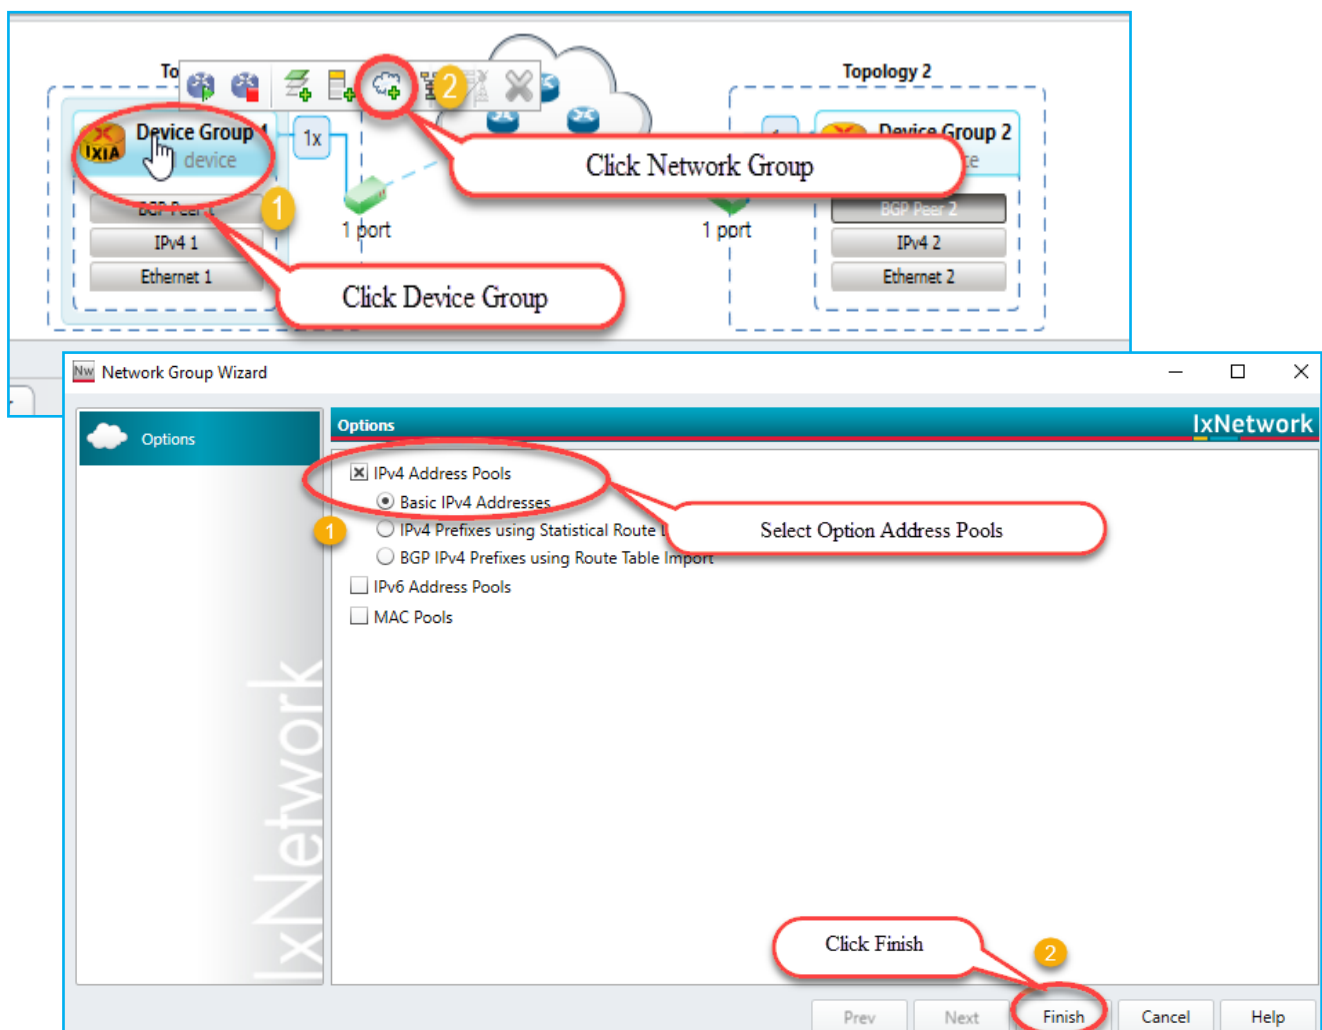 To
2
Topology 2
Device Group 1
1x
Device Group 2
IXIA
device
Click Network Group
BGP Peer
1
1 port
1 port
BGP Peer 2
IPv4 1
IPv4 2
Ethernet 1
Click Device Group
Ethernet 2
Nw Network Group Wizard
Options
Options
IxNetwork
IPv4 Address Pools
Basic IPv4 Addresses
1
IPv4 Prefixes using Statistical Route
Select Option Address Pools
BGP IPv4 Prefixes using Route Table Import
IPv6 Address Pools
MAC Pools
IxNetwork
Click Finish
2
Prev
Next
Finish
Cancel
Help